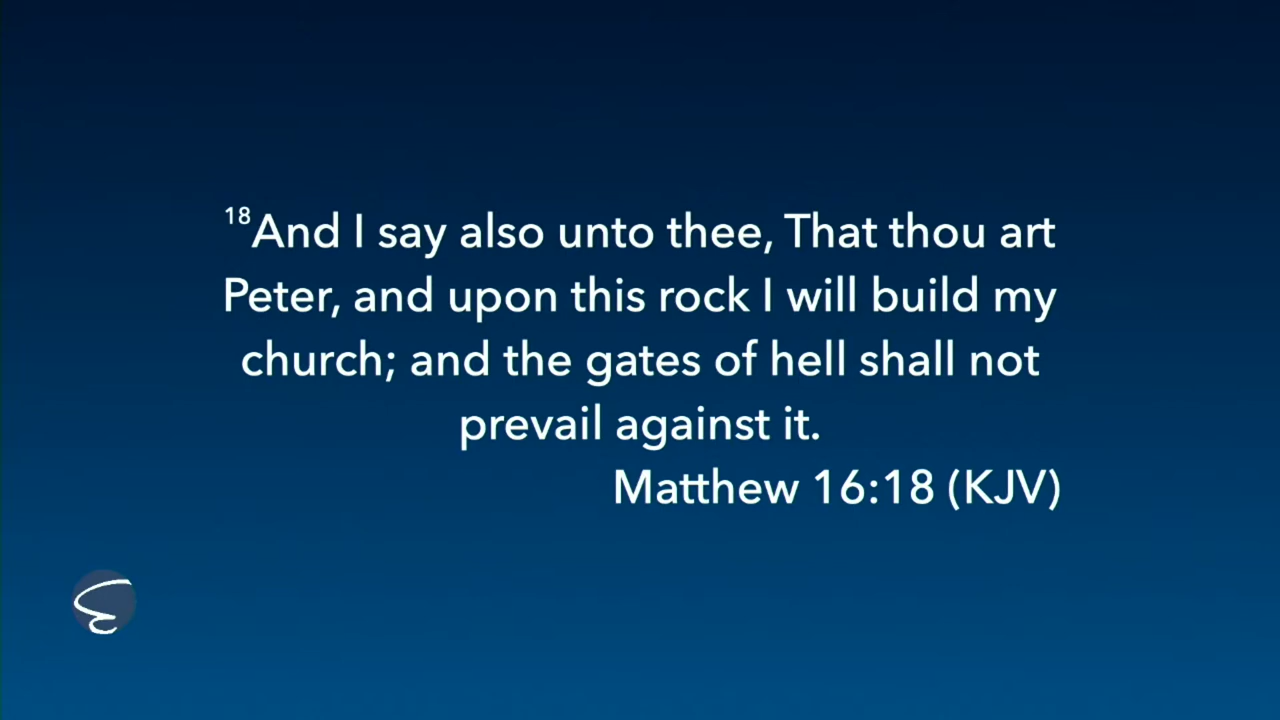 18And I say also unto thee, That thou art
Peter, and upon this rock I will build my
church; and the gates of hell shall not
prevail against it.
Matthew 16:18 (KJV)